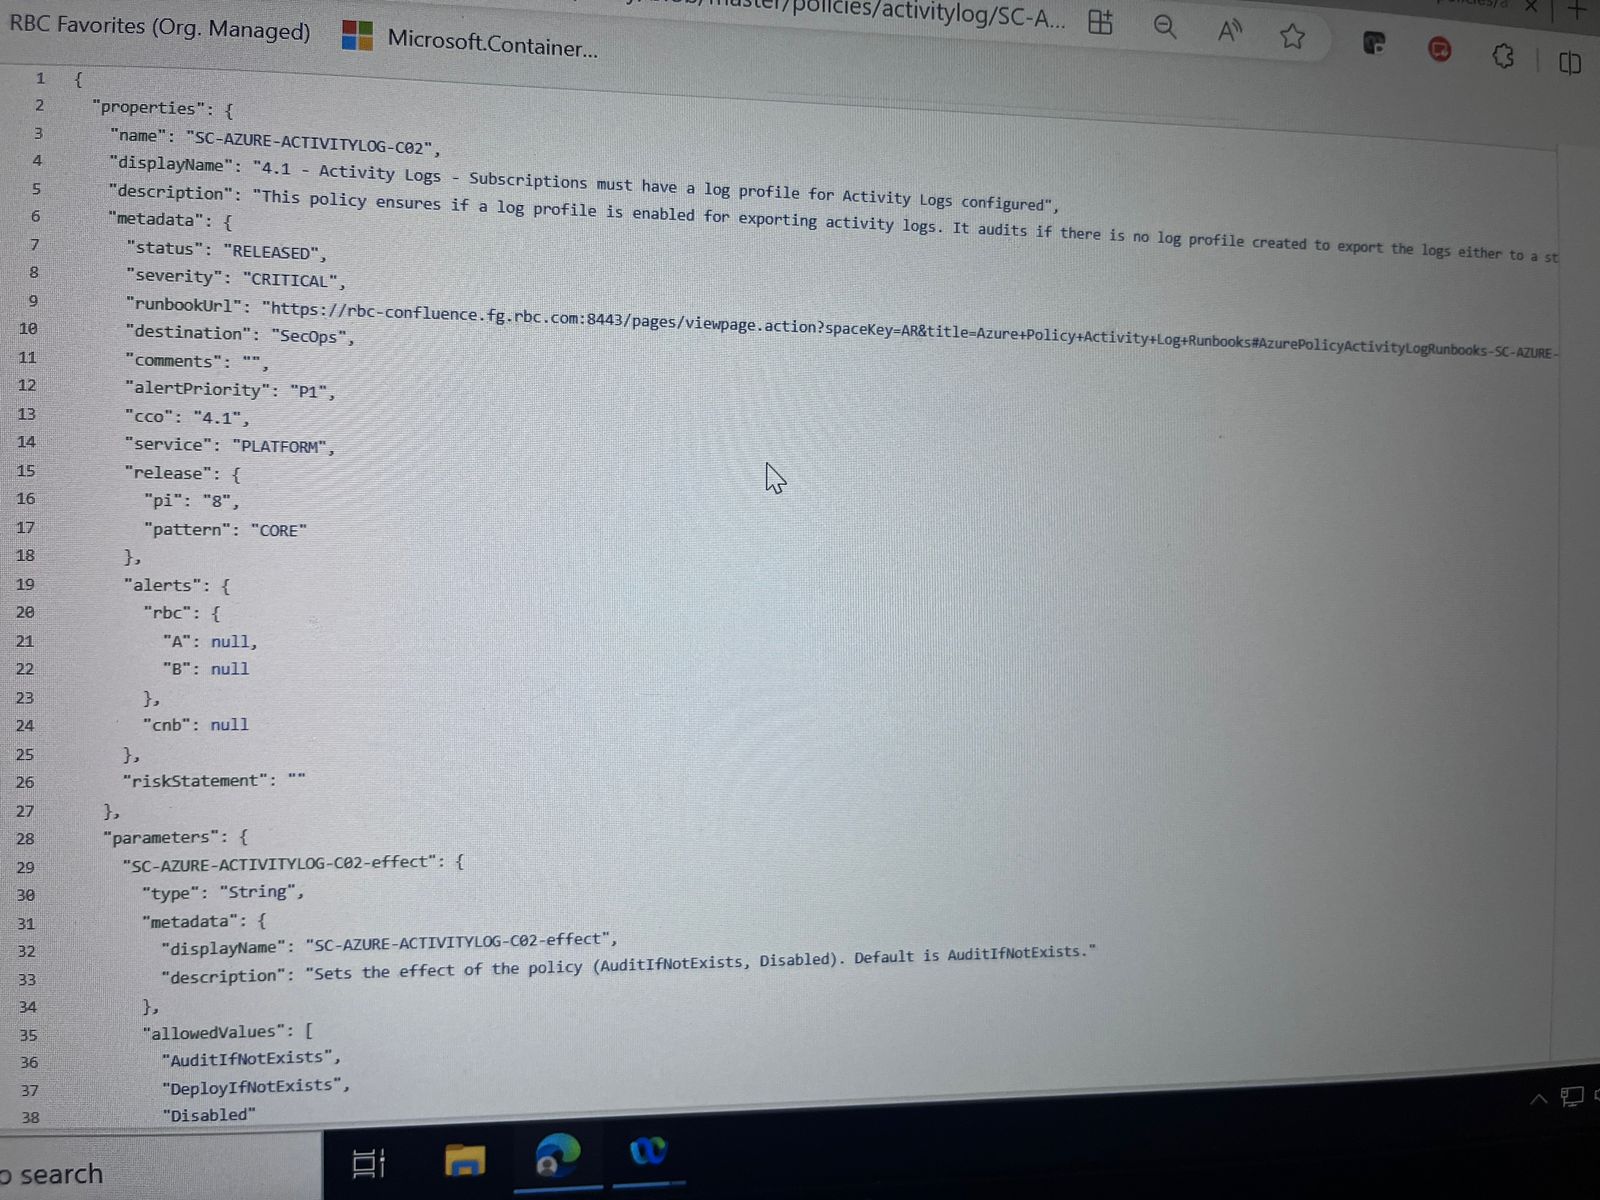 master/policies/activitylog/SC-A...
RBC Favorites (Org. Managed)
Microsoft.Container...
1 {
2 "properties": {
3 "name": "SC-AZURE-ACTIVITYLOG-C02",
4 "displayName": "4.1 - Activity Logs - Subscriptions must have a log profile for Activity Logs configured",
5 "description": "This policy ensures if a log profile is enabled for exporting activity logs. It audits if there is no log profile created to export the logs either to a st
6 "metadata": {
7 "status": "RELEASED",
8 "severity": "CRITICAL",
9 "runbookUrl": "https://rbc-confluence.fg.rbc.com:8443/pages/viewpage.action?spaceKey=AR&title=Azure+Policy+Activity+Log+Runbooks#AzurePolicyActivityLogRunbooks-SC-AZURE-
10 "destination": "SecOps",
11 "comments": "",
12 "alertPriority": "P1",
13 "cco": "4.1",
14 "service": "PLATFORM",
15 "release": {
16 "pi": "8",
17 "pattern": "CORE"
18 },
19 "alerts": {
20 "rbc": {
21 "A": null,
22 "B": null
23 },
24 "cnb": null
25 },
26 "riskStatement": ""
27 },
28 "parameters": {
29 "SC-AZURE-ACTIVITYLOG-C02-effect": {
30 "type": "String",
31 "metadata": {
32 "displayName": "SC-AZURE-ACTIVITYLOG-C02-effect",
33 "description": "Sets the effect of the policy (AuditIfNotExists, Disabled). Default is AuditIfNotExists."
34 },
35 "allowedValues": [
36 "AuditIfNotExists",
37 "DeployIfNotExists",
38 "Disabled"
o search